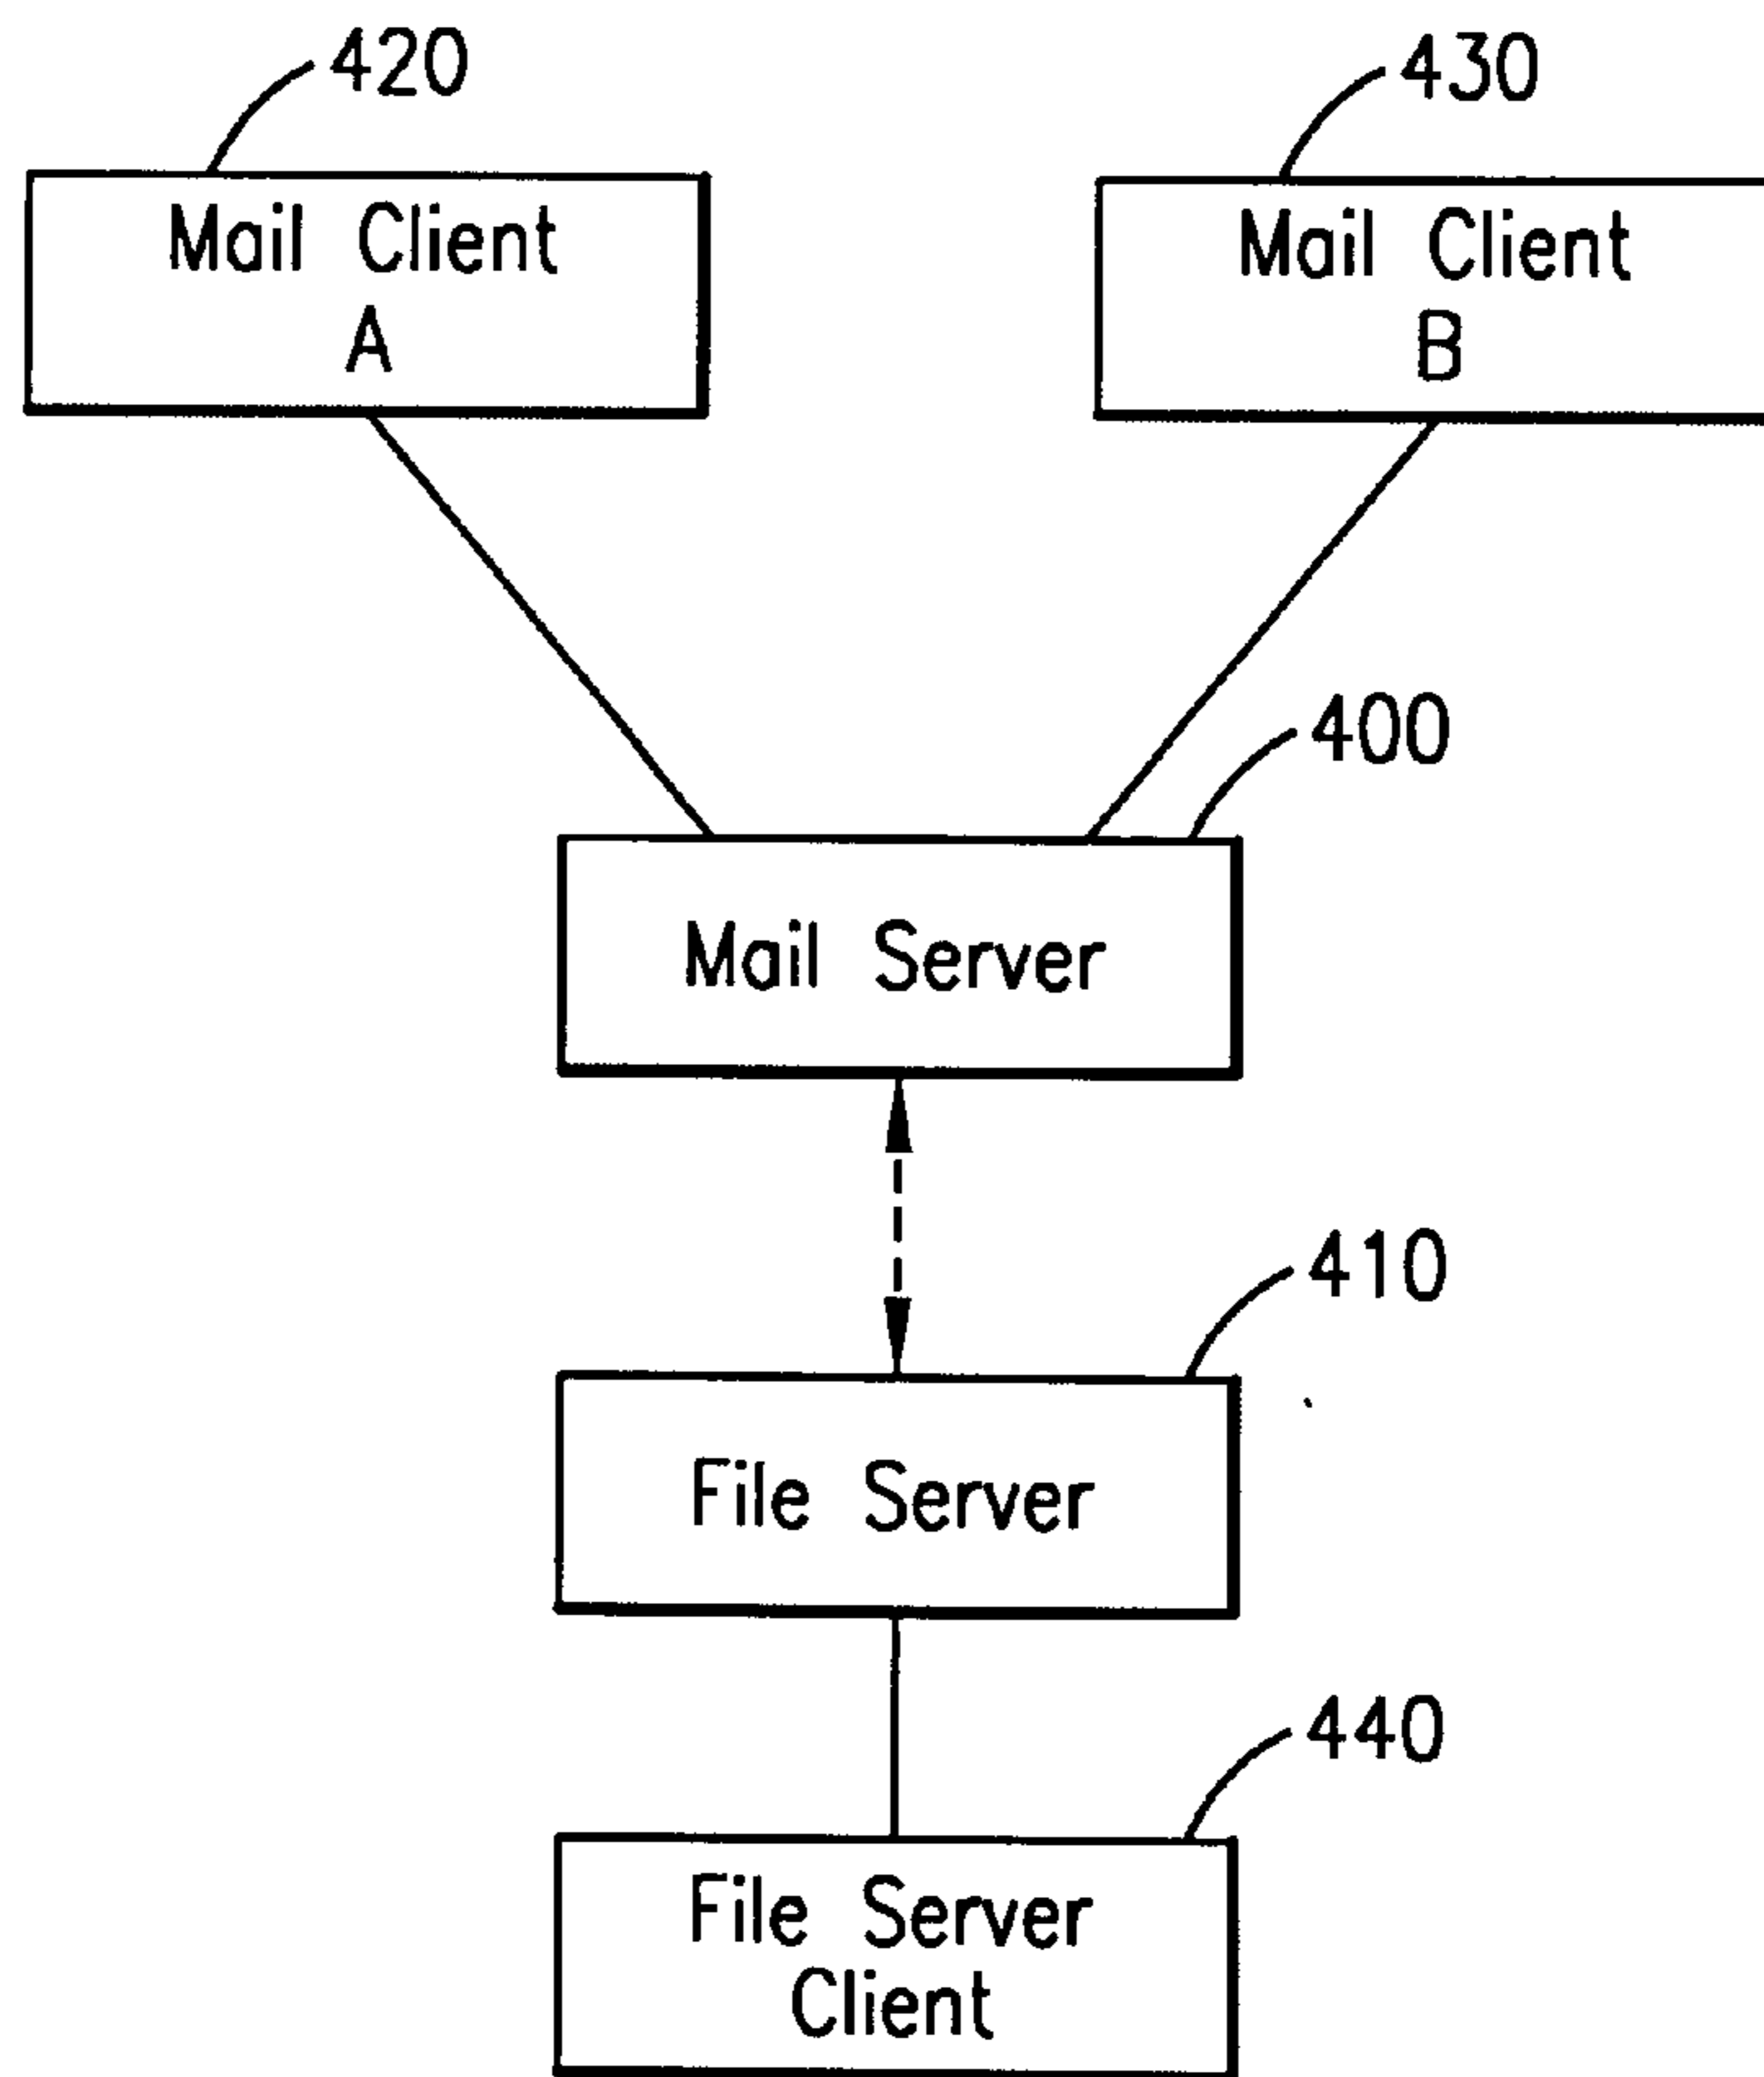 420
430
Mail Client
A
Mail Client
B
400
Mail Server
410
File Server
440
File Server
Client